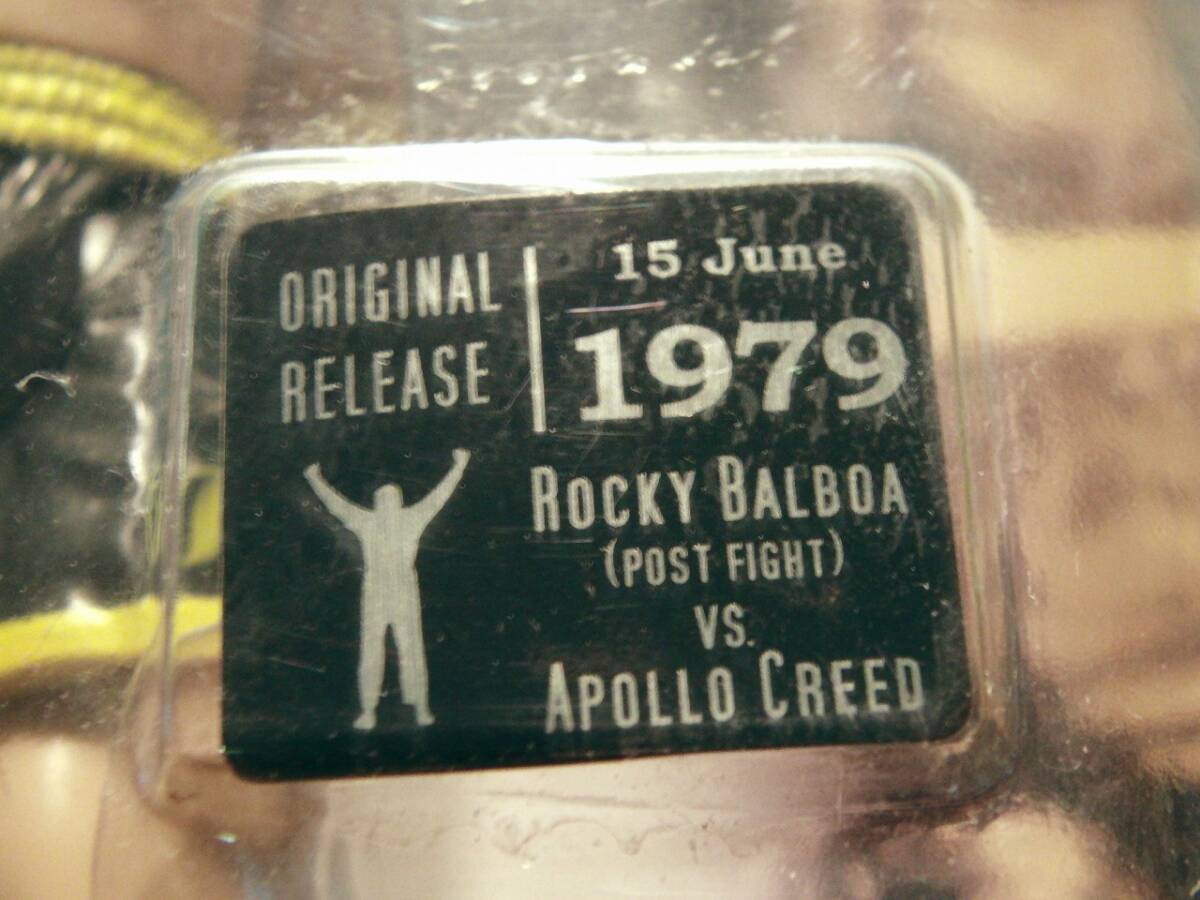 ORIGINAL
RELEASE
15 June
1979
ROCKY BALBOA
(POST FIGHT)
VS.
APOLLO CREED